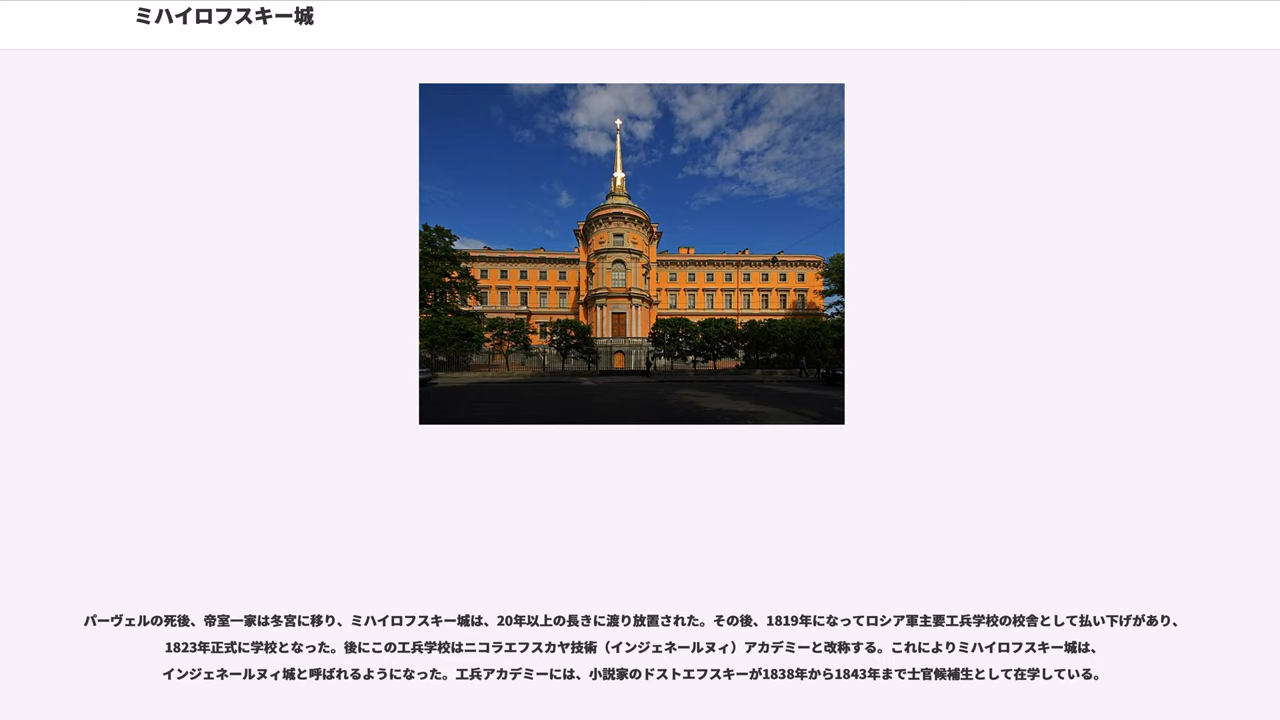 ミハイロフスキー城
パーヴェルの死後、帝室一家は冬宮に移り、ミハイロフスキー城は、20年以上の長きに渡り放置された。その後、1819年になってロシア軍主要工兵学校の校舎として払い下げがあり、
1823年正式に学校となった。後にこの工兵学校はニコラエフスカヤ技術（インジェネールヌィ）アカデミーと改称する。これによりミハイロフスキー城は、
インジェネールヌィ城と呼ばれるようになった。工兵アカデミーには、小説家のドストエフスキーが1838年から1843年まで士官候補生として在学している。